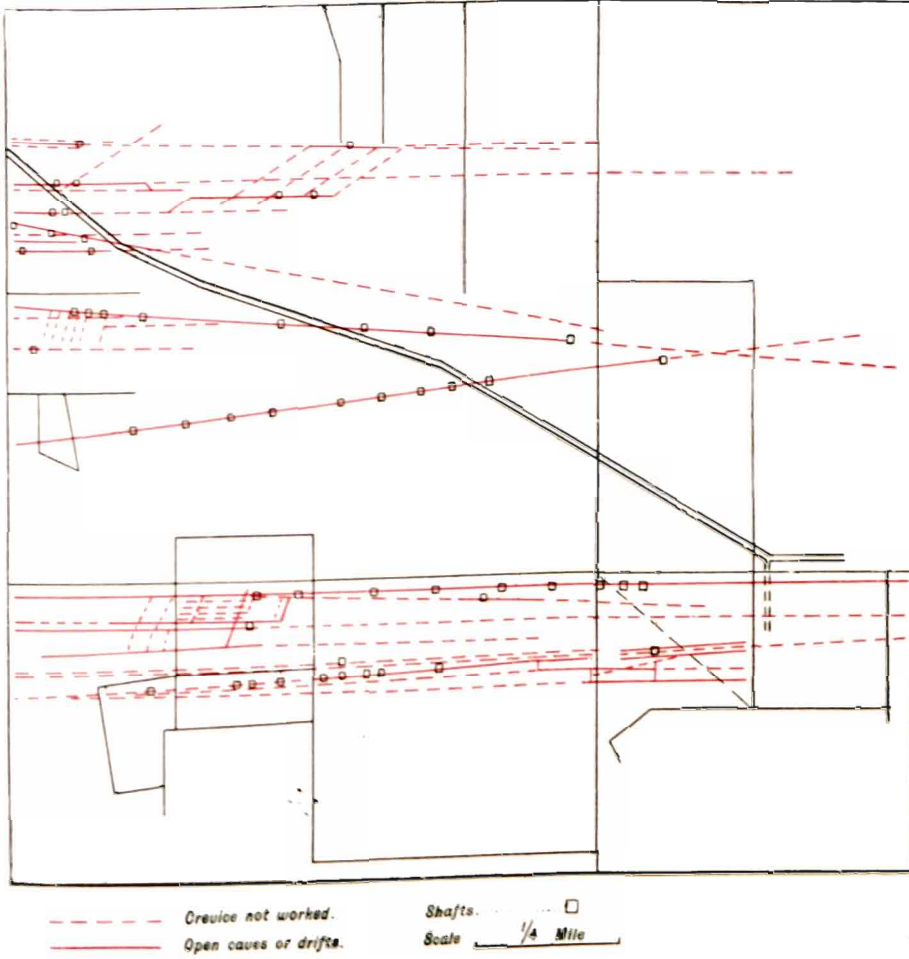 Crevice not worked.
Open caves or drifts.
Shafts.
Scale 1/4 Mile